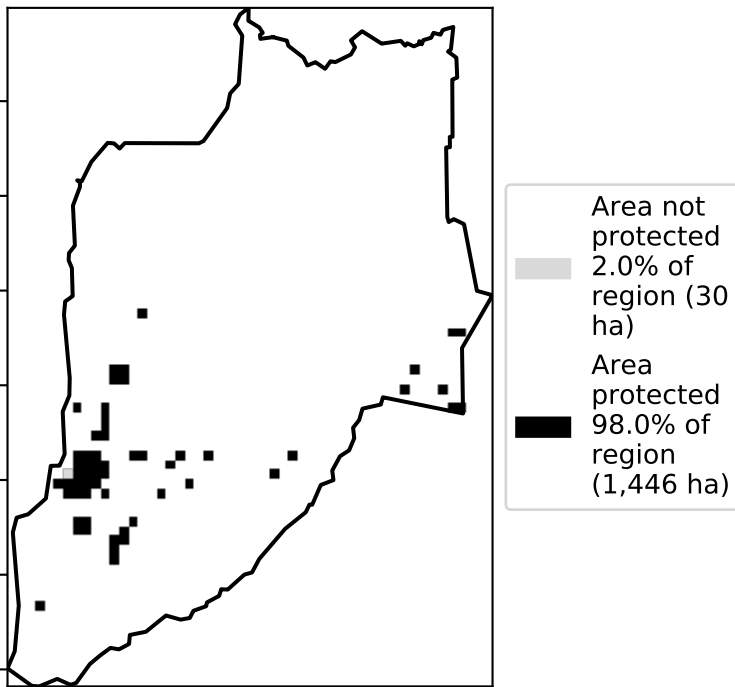 Area not
protected
2.0% of
region (30
ha)
Area
protected
98.0% of
region
(1,446 ha)